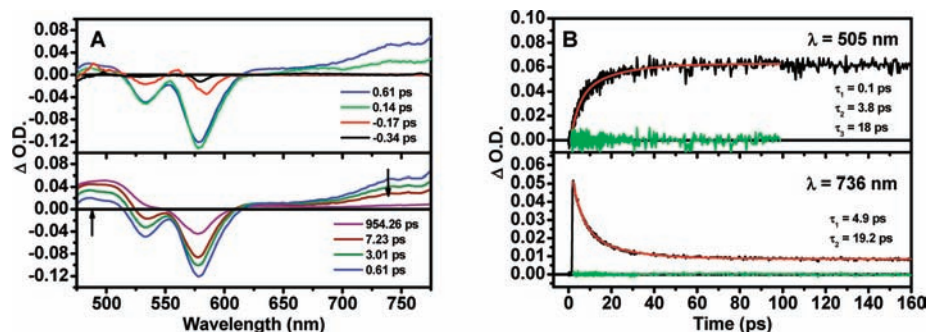 A
Δ O.D.
0.08
0.04
0.00
-0.04
-0.08
-0.12
0.61 ps
0.14 ps
-0.17 ps
-0.34 ps
0.08
0.04
0.00
-0.04
-0.08
-0.12
954.26 ps
7.23 ps
3.01 ps
0.61 ps
500 550 600 650 700 750
Wavelength (nm)
B
Δ O.D.
0.10
0.08
0.06
0.04
0.02
0.00
λ = 505 nm
τ1 = 0.1 ps
τ2 = 3.8 ps
τ3 = 18 ps
0.06
0.05
0.04
0.03
0.02
0.01
0.00
λ = 736 nm
τ1 = 4.9 ps
τ2 = 19.2 ps
0 20 40 60 80 100 120 140 160
Time (ps)